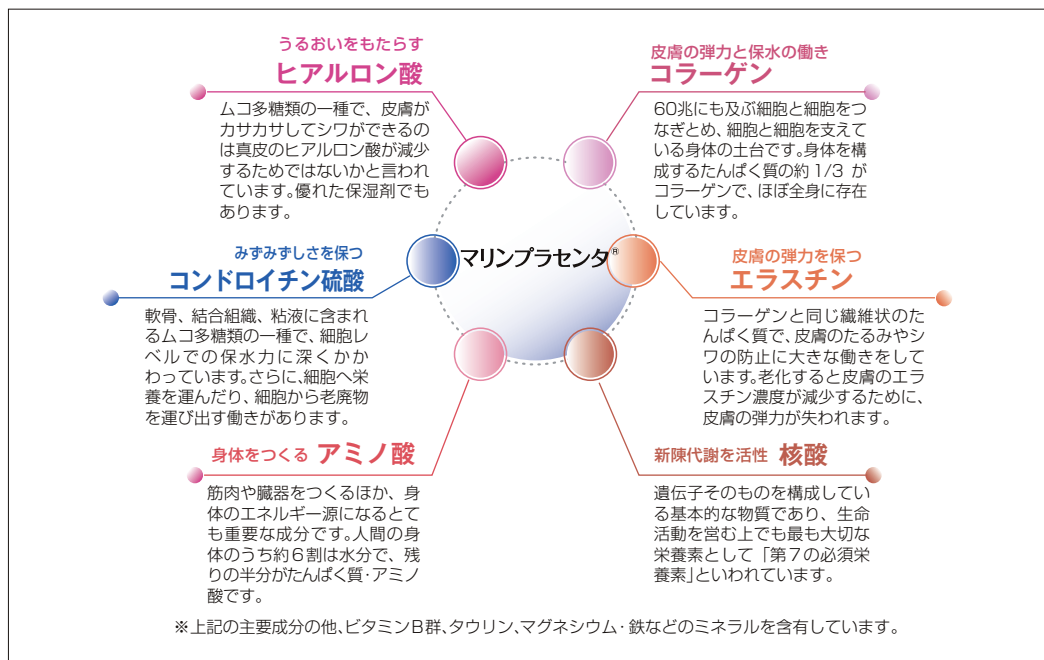 うるおいをもたらす
ヒアルロン酸
ムコ多糖類の一種で、皮膚が
カサカサしてシワができるの
は真皮のヒアルロン酸が減少
するためではないかと言われ
ています。優れた保湿剤でも
あります。
皮膚の弾力と保水の働き
コラーゲン
60兆にも及ぶ細胞と細胞をつ
なぎとめ、細胞と細胞を支えて
いる身体の土台です。身体を構
成するたんぱく質の約1/3が
コラーゲンで、ほぼ全身に存在
しています。
マリンプラセンタ®
みずみずしさを保つ
コンドロイチン硫酸
軟骨、結合組織、粘液に含まれ
るムコ多糖類の一種で、細胞レ
ベルでの保水力に深くかか
わっています。さらに、細胞へ栄
養を運んだり、細胞から老廃物
を運び出す働きがあります。
皮膚の弾力を保つ
エラスチン
コラーゲンと同じ繊維状のた
んぱく質で、皮膚のたるみやシ
ワの防止に大きな働きをして
います。老化すると皮膚のエラ
スチン濃度が減少するために、
皮膚の弾力が失われます。
身体をつくる アミノ酸
筋肉や臓器をつくるほか、身
体のエネルギー源になるとて
も重要な成分です。人間の身
体のうち約6割は水分で、残
りの半分がたんぱく質・アミノ
酸です。
新陳代謝を活性 核酸
遺伝子そのものを構成してい
る基本的な物質であり、生命
活動を営む上でも最も大切な
栄養素として「第7の必須栄
養素」といわれています。
※上記の主要成分の他、ビタミンB群、タウリン、マグネシウム・鉄などのミネラルを含有しています。